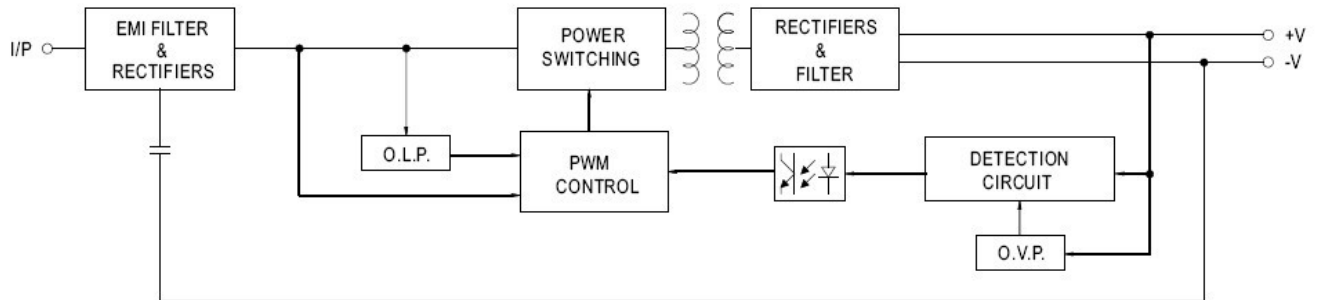 I/P
EMI FILTER
&
RECTIFIERS
POWER
SWITCHING
RECTIFIERS
&
FILTER
+V
-V
O.L.P.
PWM
CONTROL
DETECTION
CIRCUIT
O.V.P.